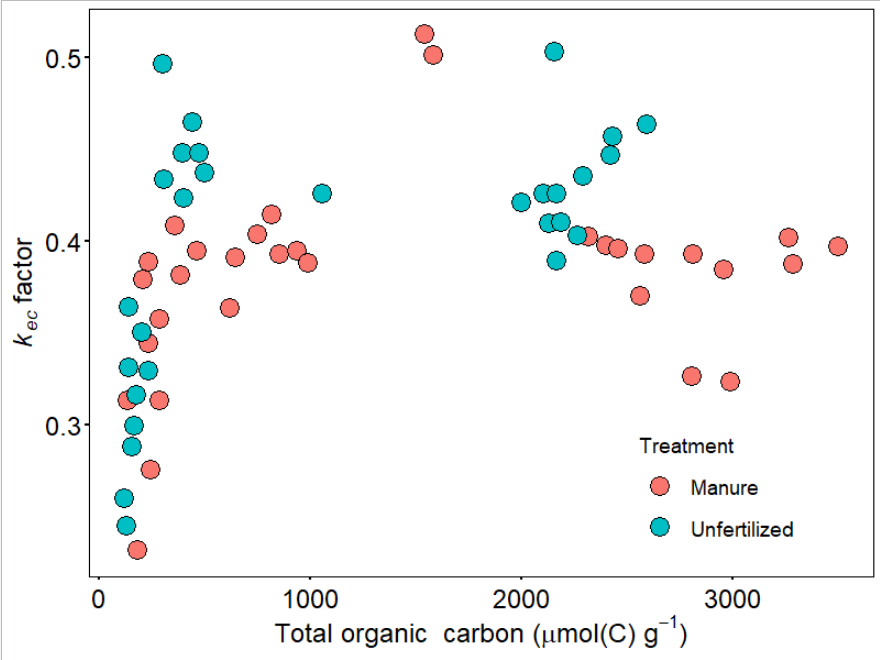 0.5
0.4
0.3
k ec factor
Treatment
Manure
Unfertilized
0 1000 2000 3000
Total organic carbon (μmol(C) g⁻¹)